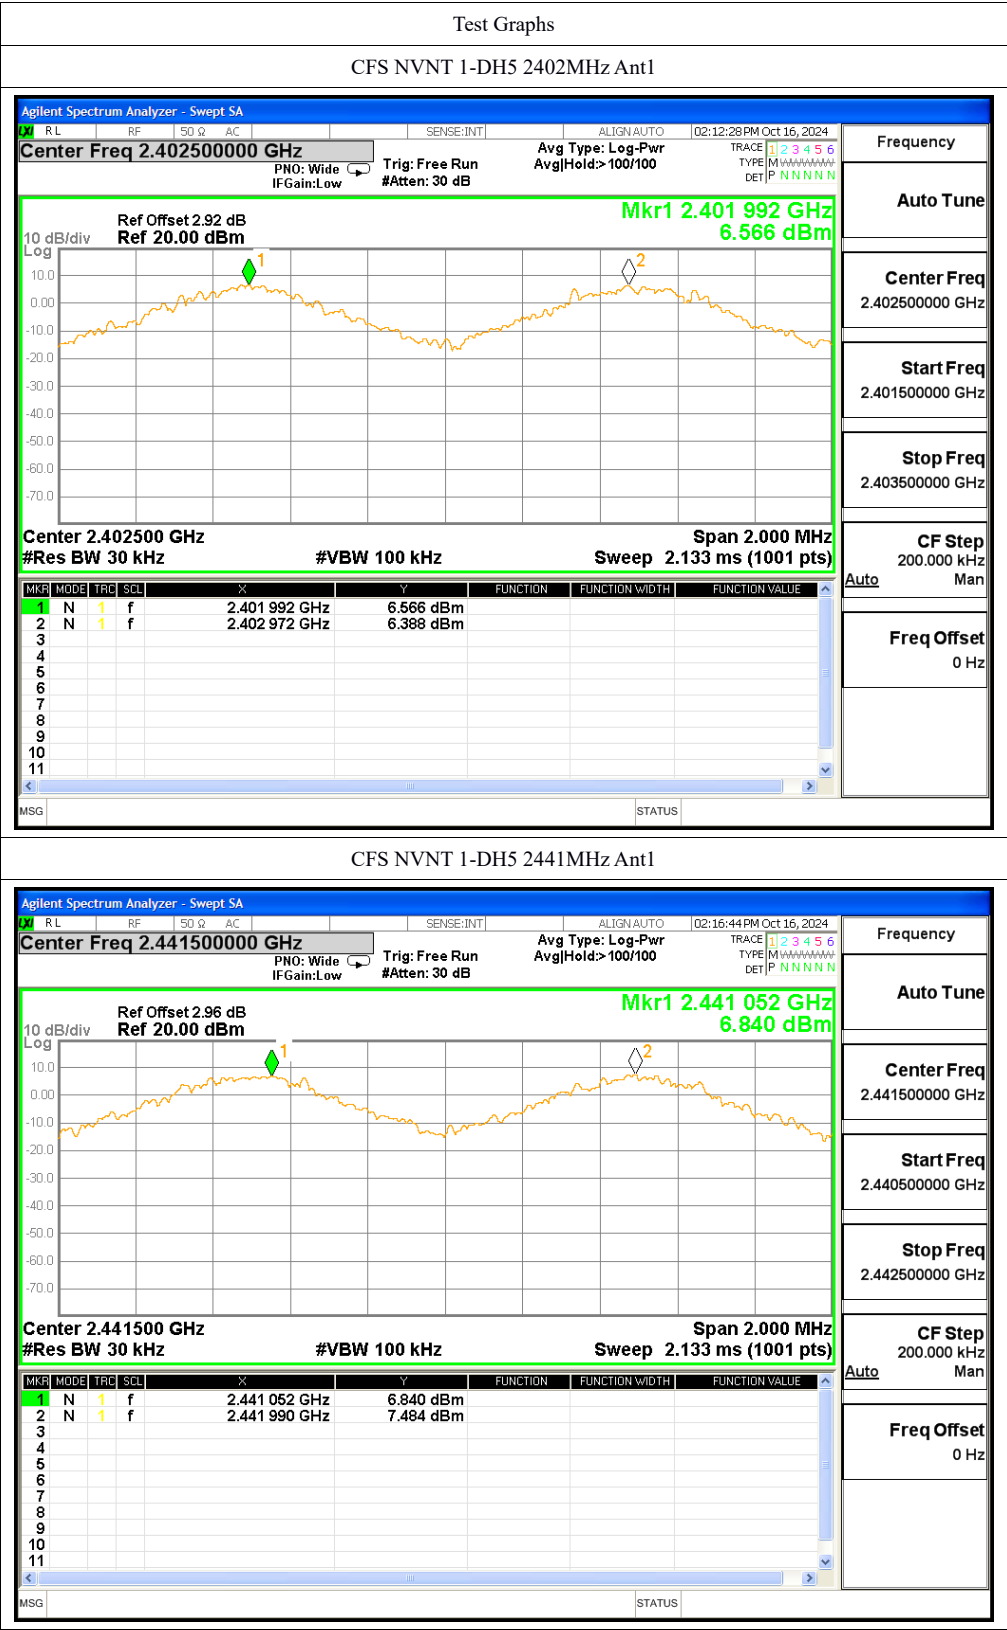 Test Graphs
CFS NVNT 1-DH5 2402MHz Ant1
Agilent Spectrum Analyzer - Swept SA
LXI RL RF 50 Ω AC SENSE:INT ALIGN AUTO 02:12:28 PM Oct 16, 2024
Center Freq 2.402500000 GHz
PNO: Wide
IFGain:Low
Trig: Free Run
#Atten: 30 dB
Avg Type: Log-Pwr
Avg|Hold:>100/100
TRACE 1 2 3 4 5 6
TYPE M
DET P N N N N N
Mkr1 2.401 992 GHz
6.566 dBm
Ref Offset 2.92 dB
10 dB/div Ref 20.00 dBm
Log
1
2
10.0
0.00
-10.0
-20.0
-30.0
-40.0
-50.0
-60.0
-70.0
Center 2.402500 GHz Span 2.000 MHz
#Res BW 30 kHz #VBW 100 kHz Sweep 2.133 ms (1001 pts)
MKR MODE TRC SCL X Y FUNCTION FUNCTION WIDTH FUNCTION VALUE
1 N 1 f 2.401 992 GHz 6.566 dBm
2 N 1 f 2.402 972 GHz 6.388 dBm
3
4
5
6
7
8
9
10
11
MSG STATUS
Frequency
Auto Tune
Center Freq
2.402500000 GHz
Start Freq
2.401500000 GHz
Stop Freq
2.403500000 GHz
CF Step
200.000 kHz
Auto Man
Freq Offset
0 Hz
CFS NVNT 1-DH5 2441MHz Ant1
Agilent Spectrum Analyzer - Swept SA
LXI RL RF 50 Ω AC SENSE:INT ALIGN AUTO 02:16:44 PM Oct 16, 2024
Center Freq 2.441500000 GHz
PNO: Wide
IFGain:Low
Trig: Free Run
#Atten: 30 dB
Avg Type: Log-Pwr
Avg|Hold:>100/100
TRACE 1 2 3 4 5 6
TYPE M
DET P N N N N N
Mkr1 2.441 052 GHz
6.840 dBm
Ref Offset 2.96 dB
10 dB/div Ref 20.00 dBm
Log
1
2
10.0
0.00
-10.0
-20.0
-30.0
-40.0
-50.0
-60.0
-70.0
Center 2.441500 GHz Span 2.000 MHz
#Res BW 30 kHz #VBW 100 kHz Sweep 2.133 ms (1001 pts)
MKR MODE TRC SCL X Y FUNCTION FUNCTION WIDTH FUNCTION VALUE
1 N 1 f 2.441 052 GHz 6.840 dBm
2 N 1 f 2.441 990 GHz 7.484 dBm
3
4
5
6
7
8
9
10
11
MSG STATUS
Frequency
Auto Tune
Center Freq
2.441500000 GHz
Start Freq
2.440500000 GHz
Stop Freq
2.442500000 GHz
CF Step
200.000 kHz
Auto Man
Freq Offset
0 Hz